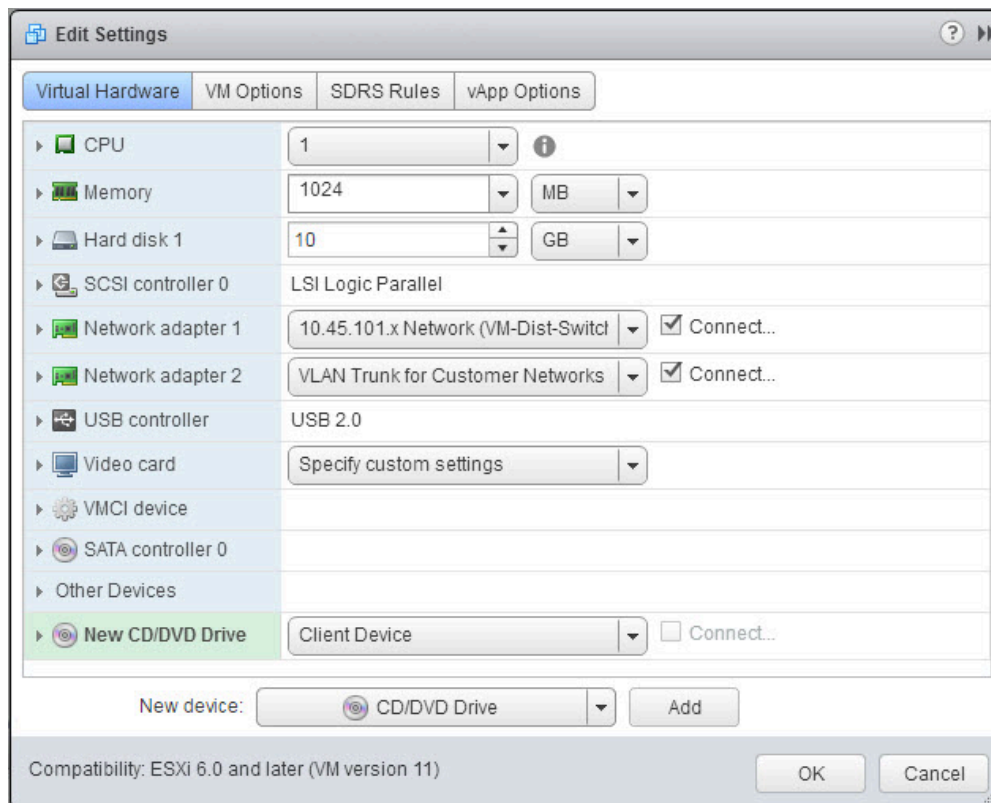 Edit Settings
Virtual Hardware VM Options SDRS Rules vApp Options
CPU 1
Memory 1024 MB
Hard disk 1 10 GB
SCSI controller 0 LSI Logic Parallel
Network adapter 1 10.45.101.x Network (VM-Dist-Switch Connect...
Network adapter 2 VLAN Trunk for Customer Networks Connect...
USB controller USB 2.0
Video card Specify custom settings
VMCI device
SATA controller 0
Other Devices
New CD/DVD Drive Client Device Connect...
New device: CD/DVD Drive Add
Compatibility: ESXi 6.0 and later (VM version 11) OK Cancel